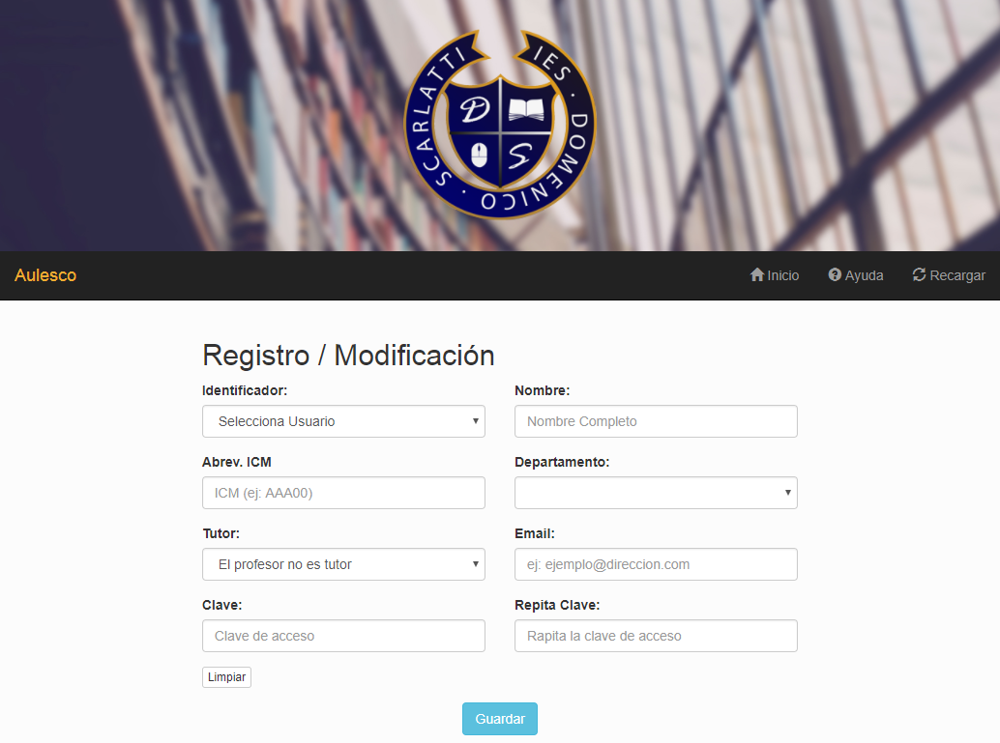 IES · DOMENICO · SCARLATTI
D
S
Aulesco
Inicio
Ayuda
Recargar
Registro / Modificación
Identificador:
Nombre:
Selecciona Usuario
Nombre Completo
Abrev. ICM
Departamento:
ICM (ej: AAA00)
Tutor:
Email:
El profesor no es tutor
ej: ejemplo@direccion.com
Clave:
Repita Clave:
Clave de acceso
Rapita la clave de acceso
Limpiar
Guardar